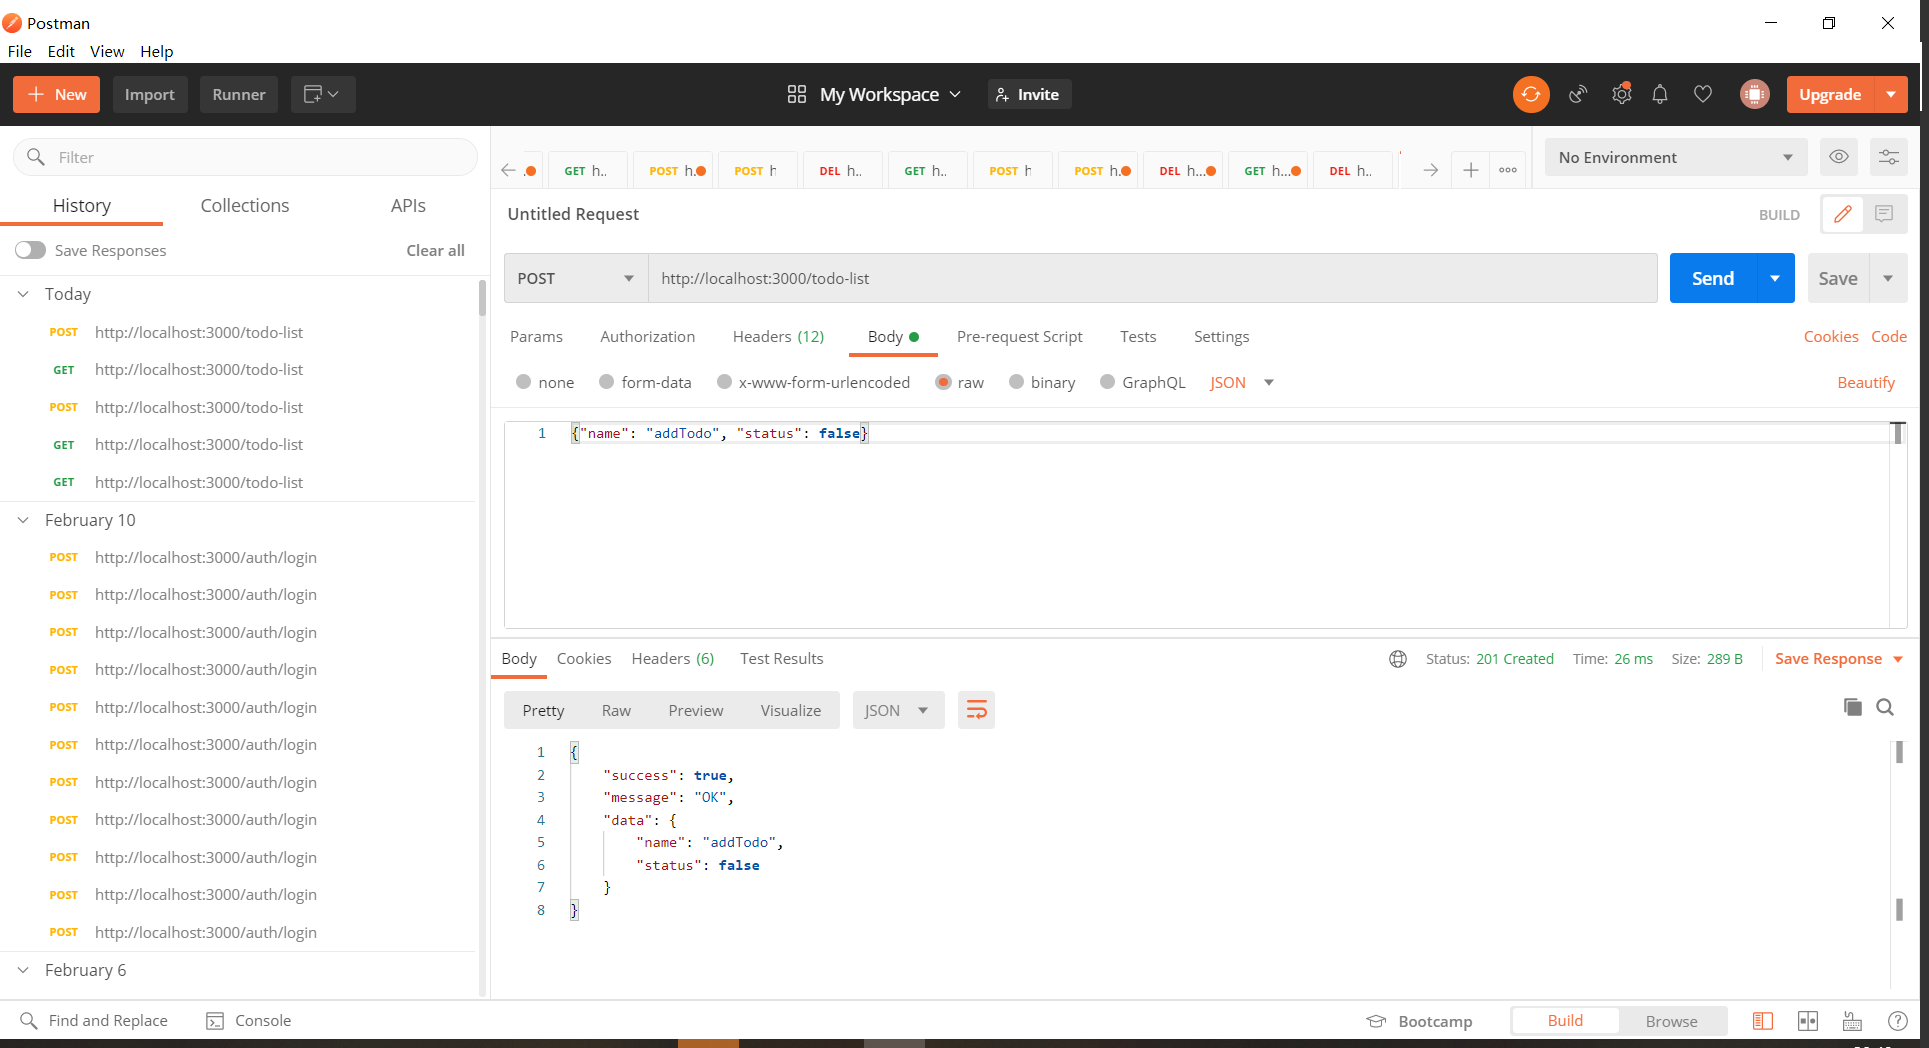 Postman
File Edit View Help
New Import Runner My Workspace Invite Upgrade
Filter
History Collections APIs
Save Responses Clear all
Today
POST http://localhost:3000/todo-list
GET http://localhost:3000/todo-list
POST http://localhost:3000/todo-list
GET http://localhost:3000/todo-list
GET http://localhost:3000/todo-list
February 10
POST http://localhost:3000/auth/login
POST http://localhost:3000/auth/login
POST http://localhost:3000/auth/login
POST http://localhost:3000/auth/login
POST http://localhost:3000/auth/login
POST http://localhost:3000/auth/login
POST http://localhost:3000/auth/login
POST http://localhost:3000/auth/login
POST http://localhost:3000/auth/login
POST http://localhost:3000/auth/login
POST http://localhost:3000/auth/login
February 6
GET h.. POST h. POST h DEL h.. GET h.. POST h POST h. DEL h... GET h... DEL h..
No Environment
Untitled Request BUILD
POST http://localhost:3000/todo-list Send Save
Params Authorization Headers (12) Body Pre-request Script Tests Settings Cookies Code
none form-data x-www-form-urlencoded raw binary GraphQL JSON Beautify
1 {"name": "addTodo", "status": false}
Body Cookies Headers (6) Test Results Status: 201 Created Time: 26 ms Size: 289 B Save Response
Pretty Raw Preview Visualize JSON
1 {
2 "success": true,
3 "message": "OK",
4 "data": {
5 "name": "addTodo",
6 "status": false
7 }
8 }
Find and Replace Console Bootcamp Build Browse